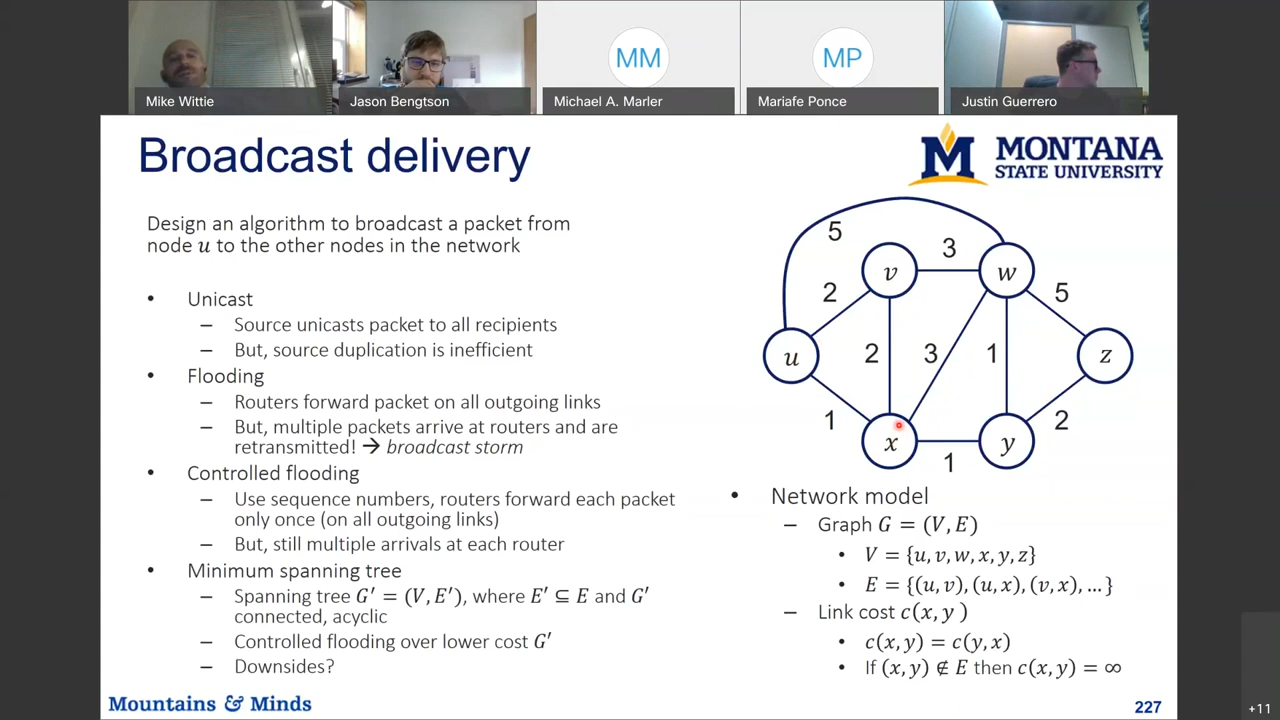 MM
MP
Mike Wittie
Jason Bengtson
Michael A. Marler
Mariafe Ponce
Justin Guerrero
Broadcast delivery
M MONTANA
STATE UNIVERSITY
Design an algorithm to broadcast a packet from
node u to the other nodes in the network
• Unicast
– Source unicasts packet to all recipients
– But, source duplication is inefficient
• Flooding
– Routers forward packet on all outgoing links
– But, multiple packets arrive at routers and are
retransmitted! → broadcast storm
• Controlled flooding
– Use sequence numbers, routers forward each packet
only once (on all outgoing links)
– But, still multiple arrivals at each router
• Minimum spanning tree
– Spanning tree G′ = (V, E′), where E′ ⊆ E and G′
connected, acyclic
– Controlled flooding over lower cost G′
– Downsides?
5
3
v
w
2
5
u
2
3
1
z
1
2
x
y
1
• Network model
– Graph G = (V, E)
• V = {u, v, w, x, y, z}
• E = {(u, v), (u, x), (v, x), … }
– Link cost c(x, y )
• c(x, y) = c(y, x)
• If (x, y) ∉ E then c(x, y) = ∞
Mountains & Minds
227
+11